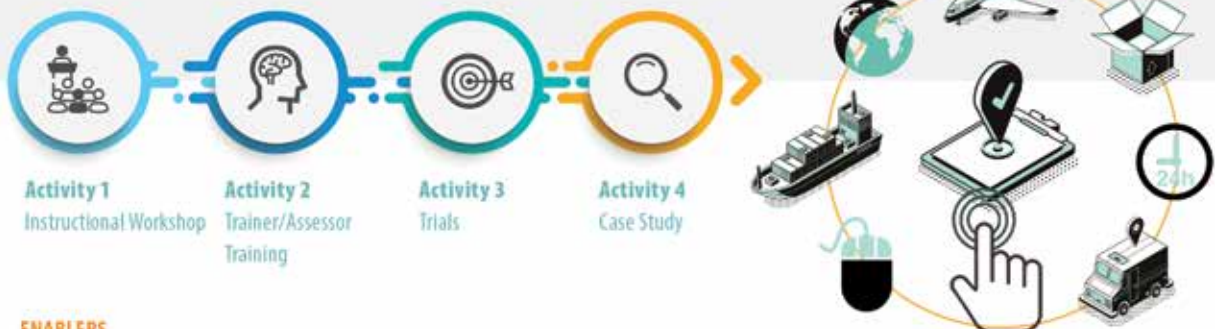 Activity 1
Instructional Workshop
Activity 2
Trainer/Assessor
Training
Activity 3
Trials
Activity 4
Case Study
24h
ENABLERS